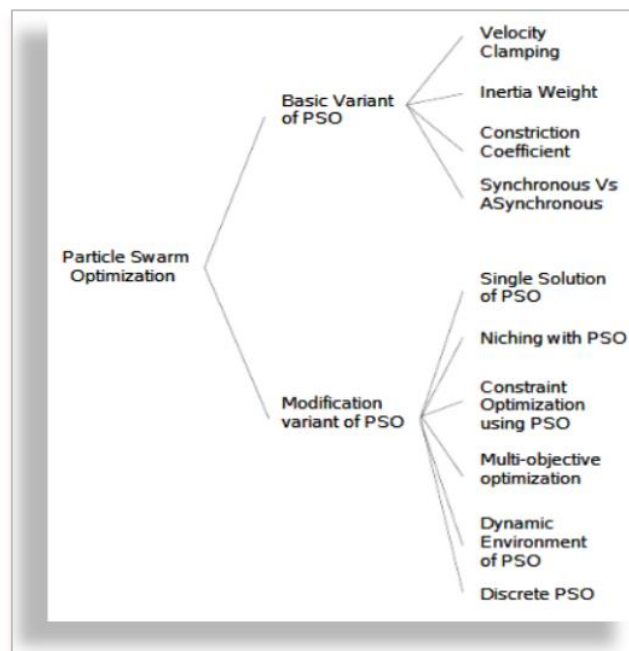 Velocity
Clamping
Inertia Weight
Basic Variant
of PSO
Constriction
Coefficient
Synchronous Vs
ASynchronous
Particle Swarm
Optimization
Single Solution
of PSO
Niching with PSO
Modification
variant of PSO
Constraint
Optimization
using PSO
Multi-objective
optimization
Dynamic
Environment
of PSO
Discrete PSO